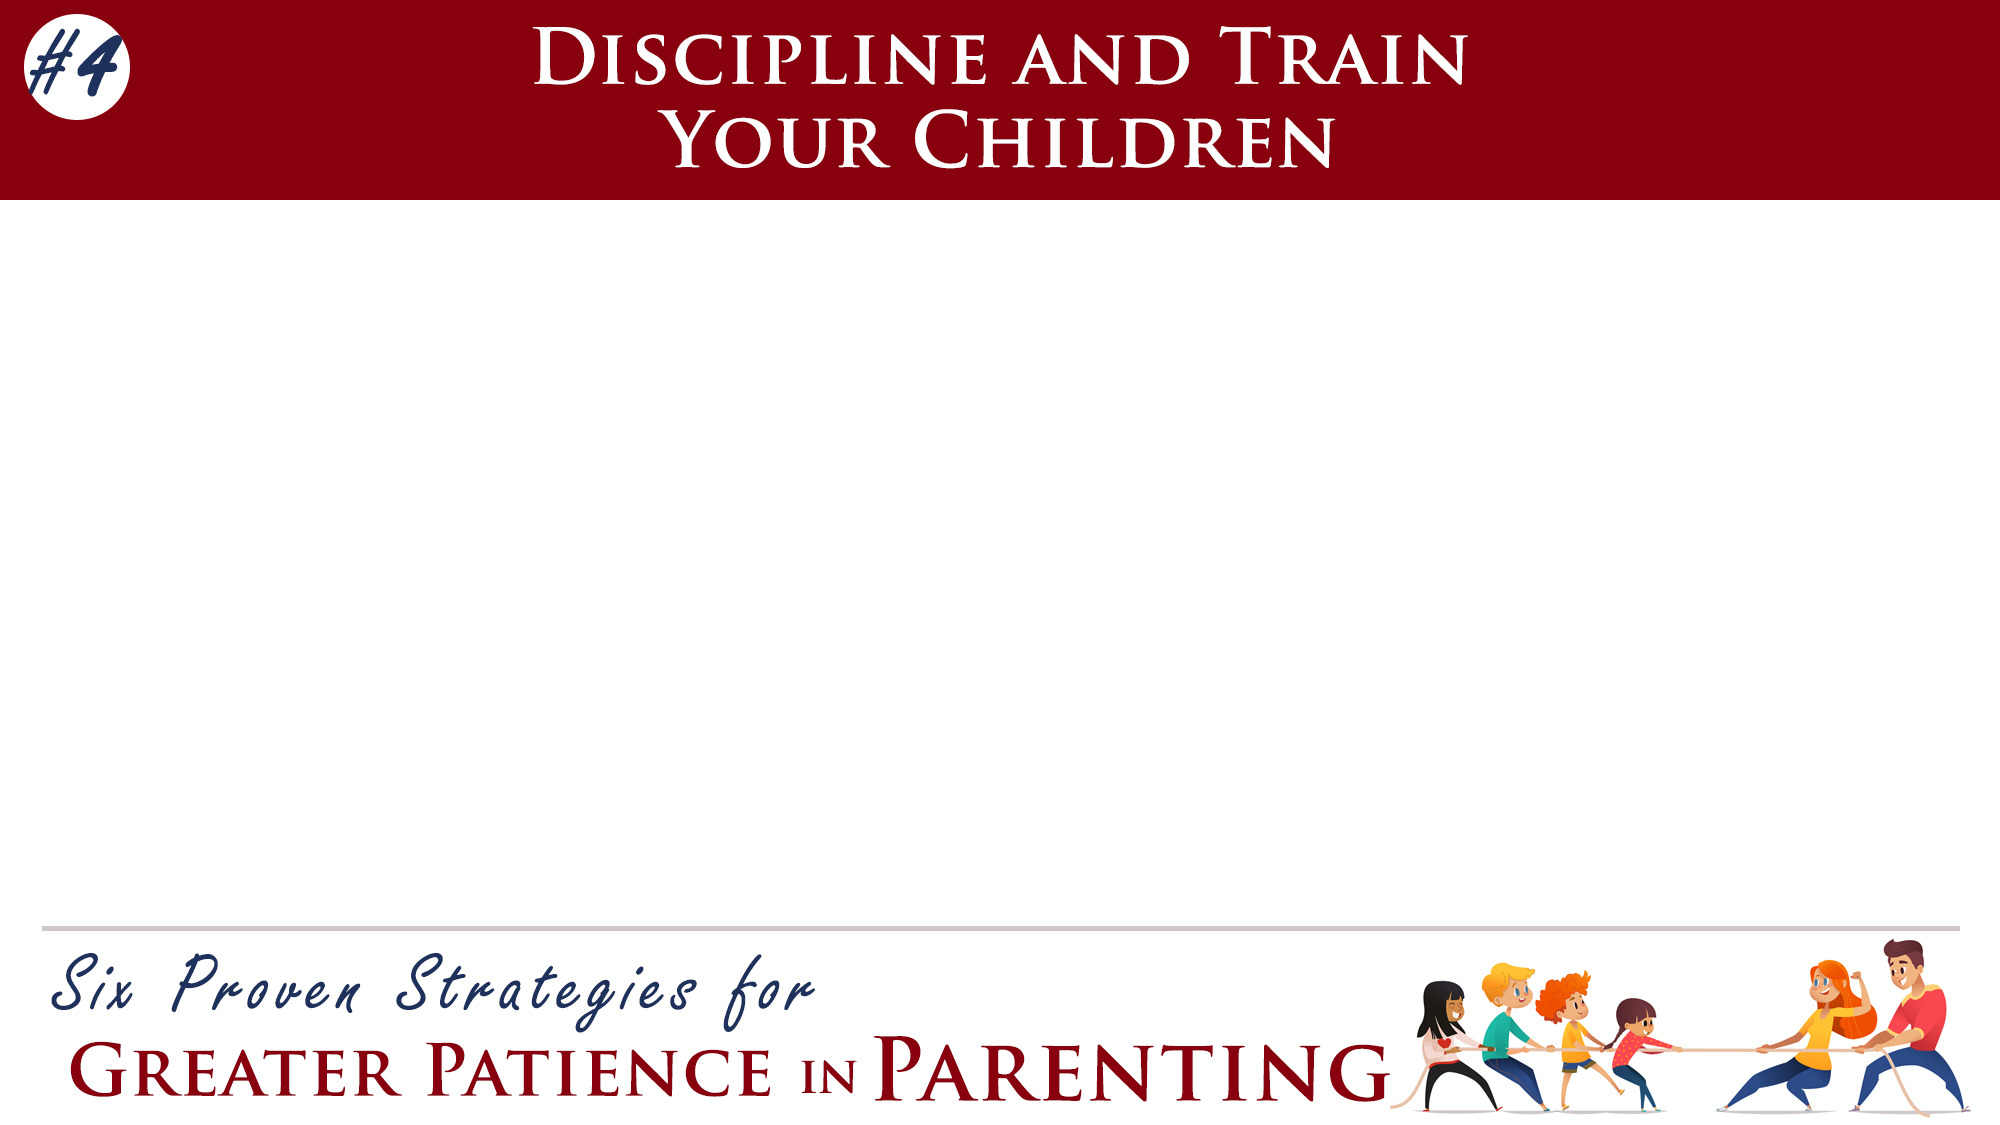 #4
Discipline and Train
Your Children
Six Proven Strategies for
Greater Patience in Parenting